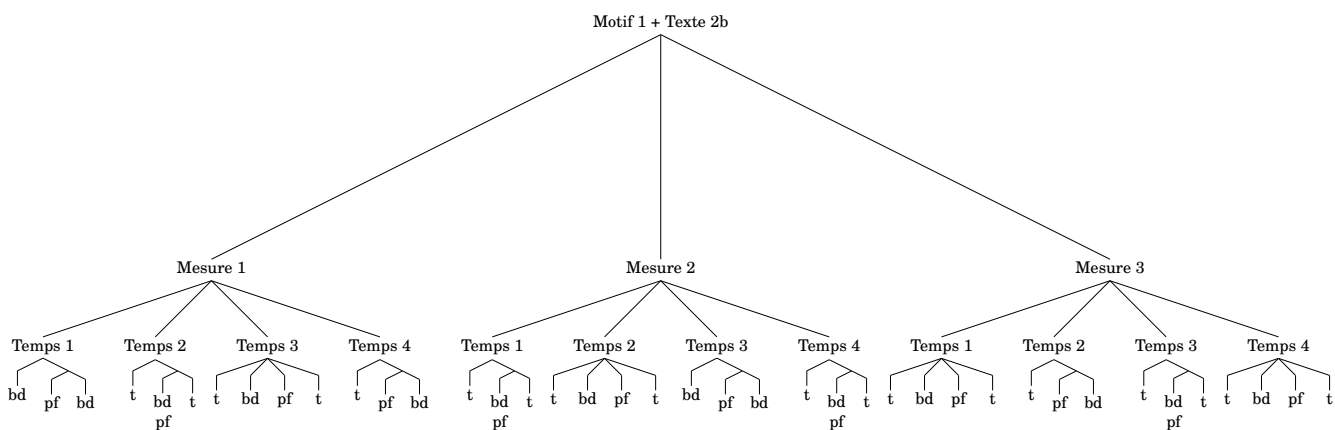 Motif 1 + Texte 2b
Mesure 1 Mesure 2 Mesure 3
Temps 1 Temps 2 Temps 3 Temps 4 Temps 1 Temps 2 Temps 3 Temps 4 Temps 1 Temps 2 Temps 3 Temps 4
bd pf bd t bd t t bd pf t t pf bd t bd t t bd pf t bd pf bd t bd t t bd pf t t pf bd t bd t t bd pf t
pf pf pf pf